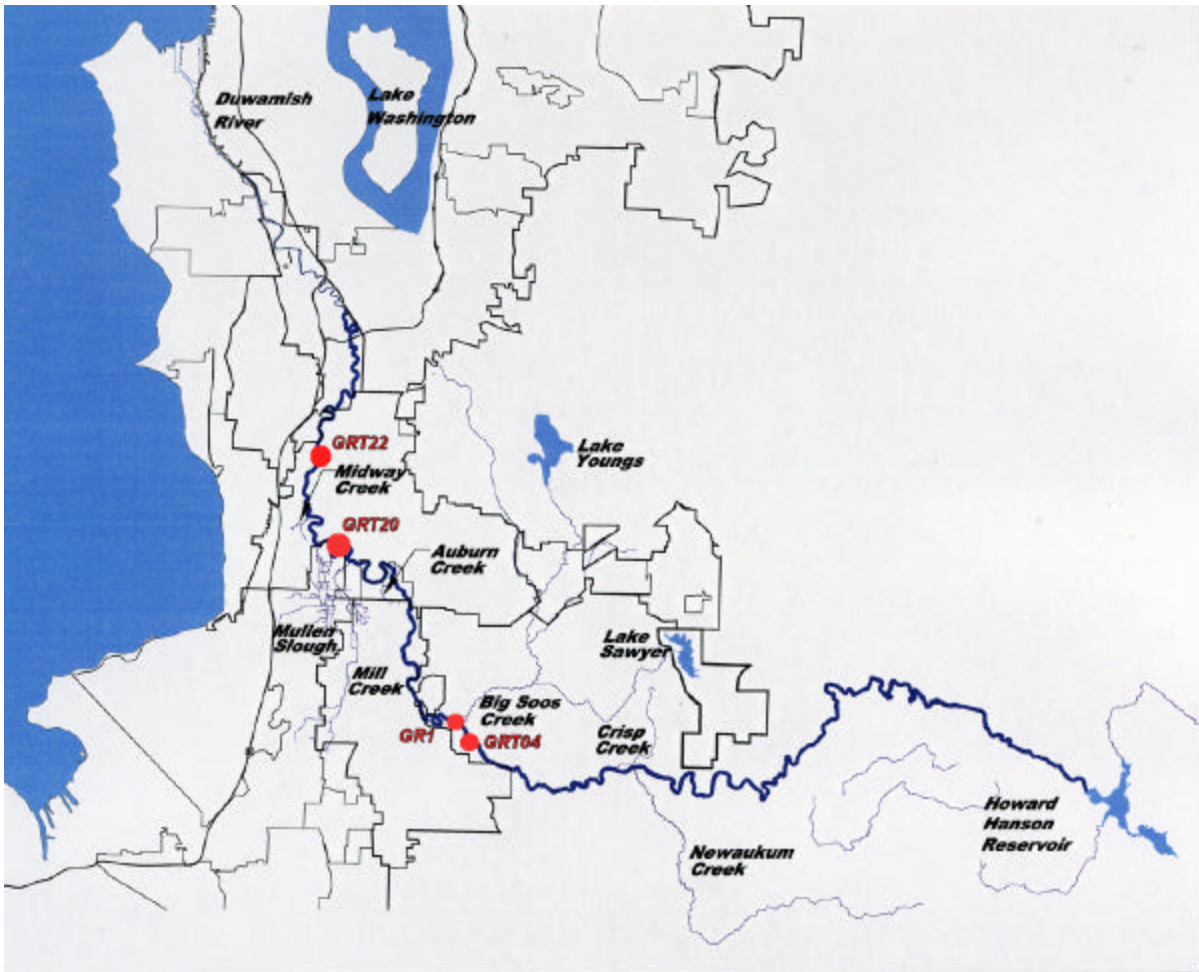 Duwamish
River
Lake
Washington
GRT22
Midway
Creek
Lake
Youngs
GRT20
Auburn
Creek
Mullen
Slough
Lake
Sawyer
Mill
Creek
Big Soos
Creek
GR1
GRT04
Crisp
Creek
Howard
Hanson
Reservoir
Newaukum
Creek